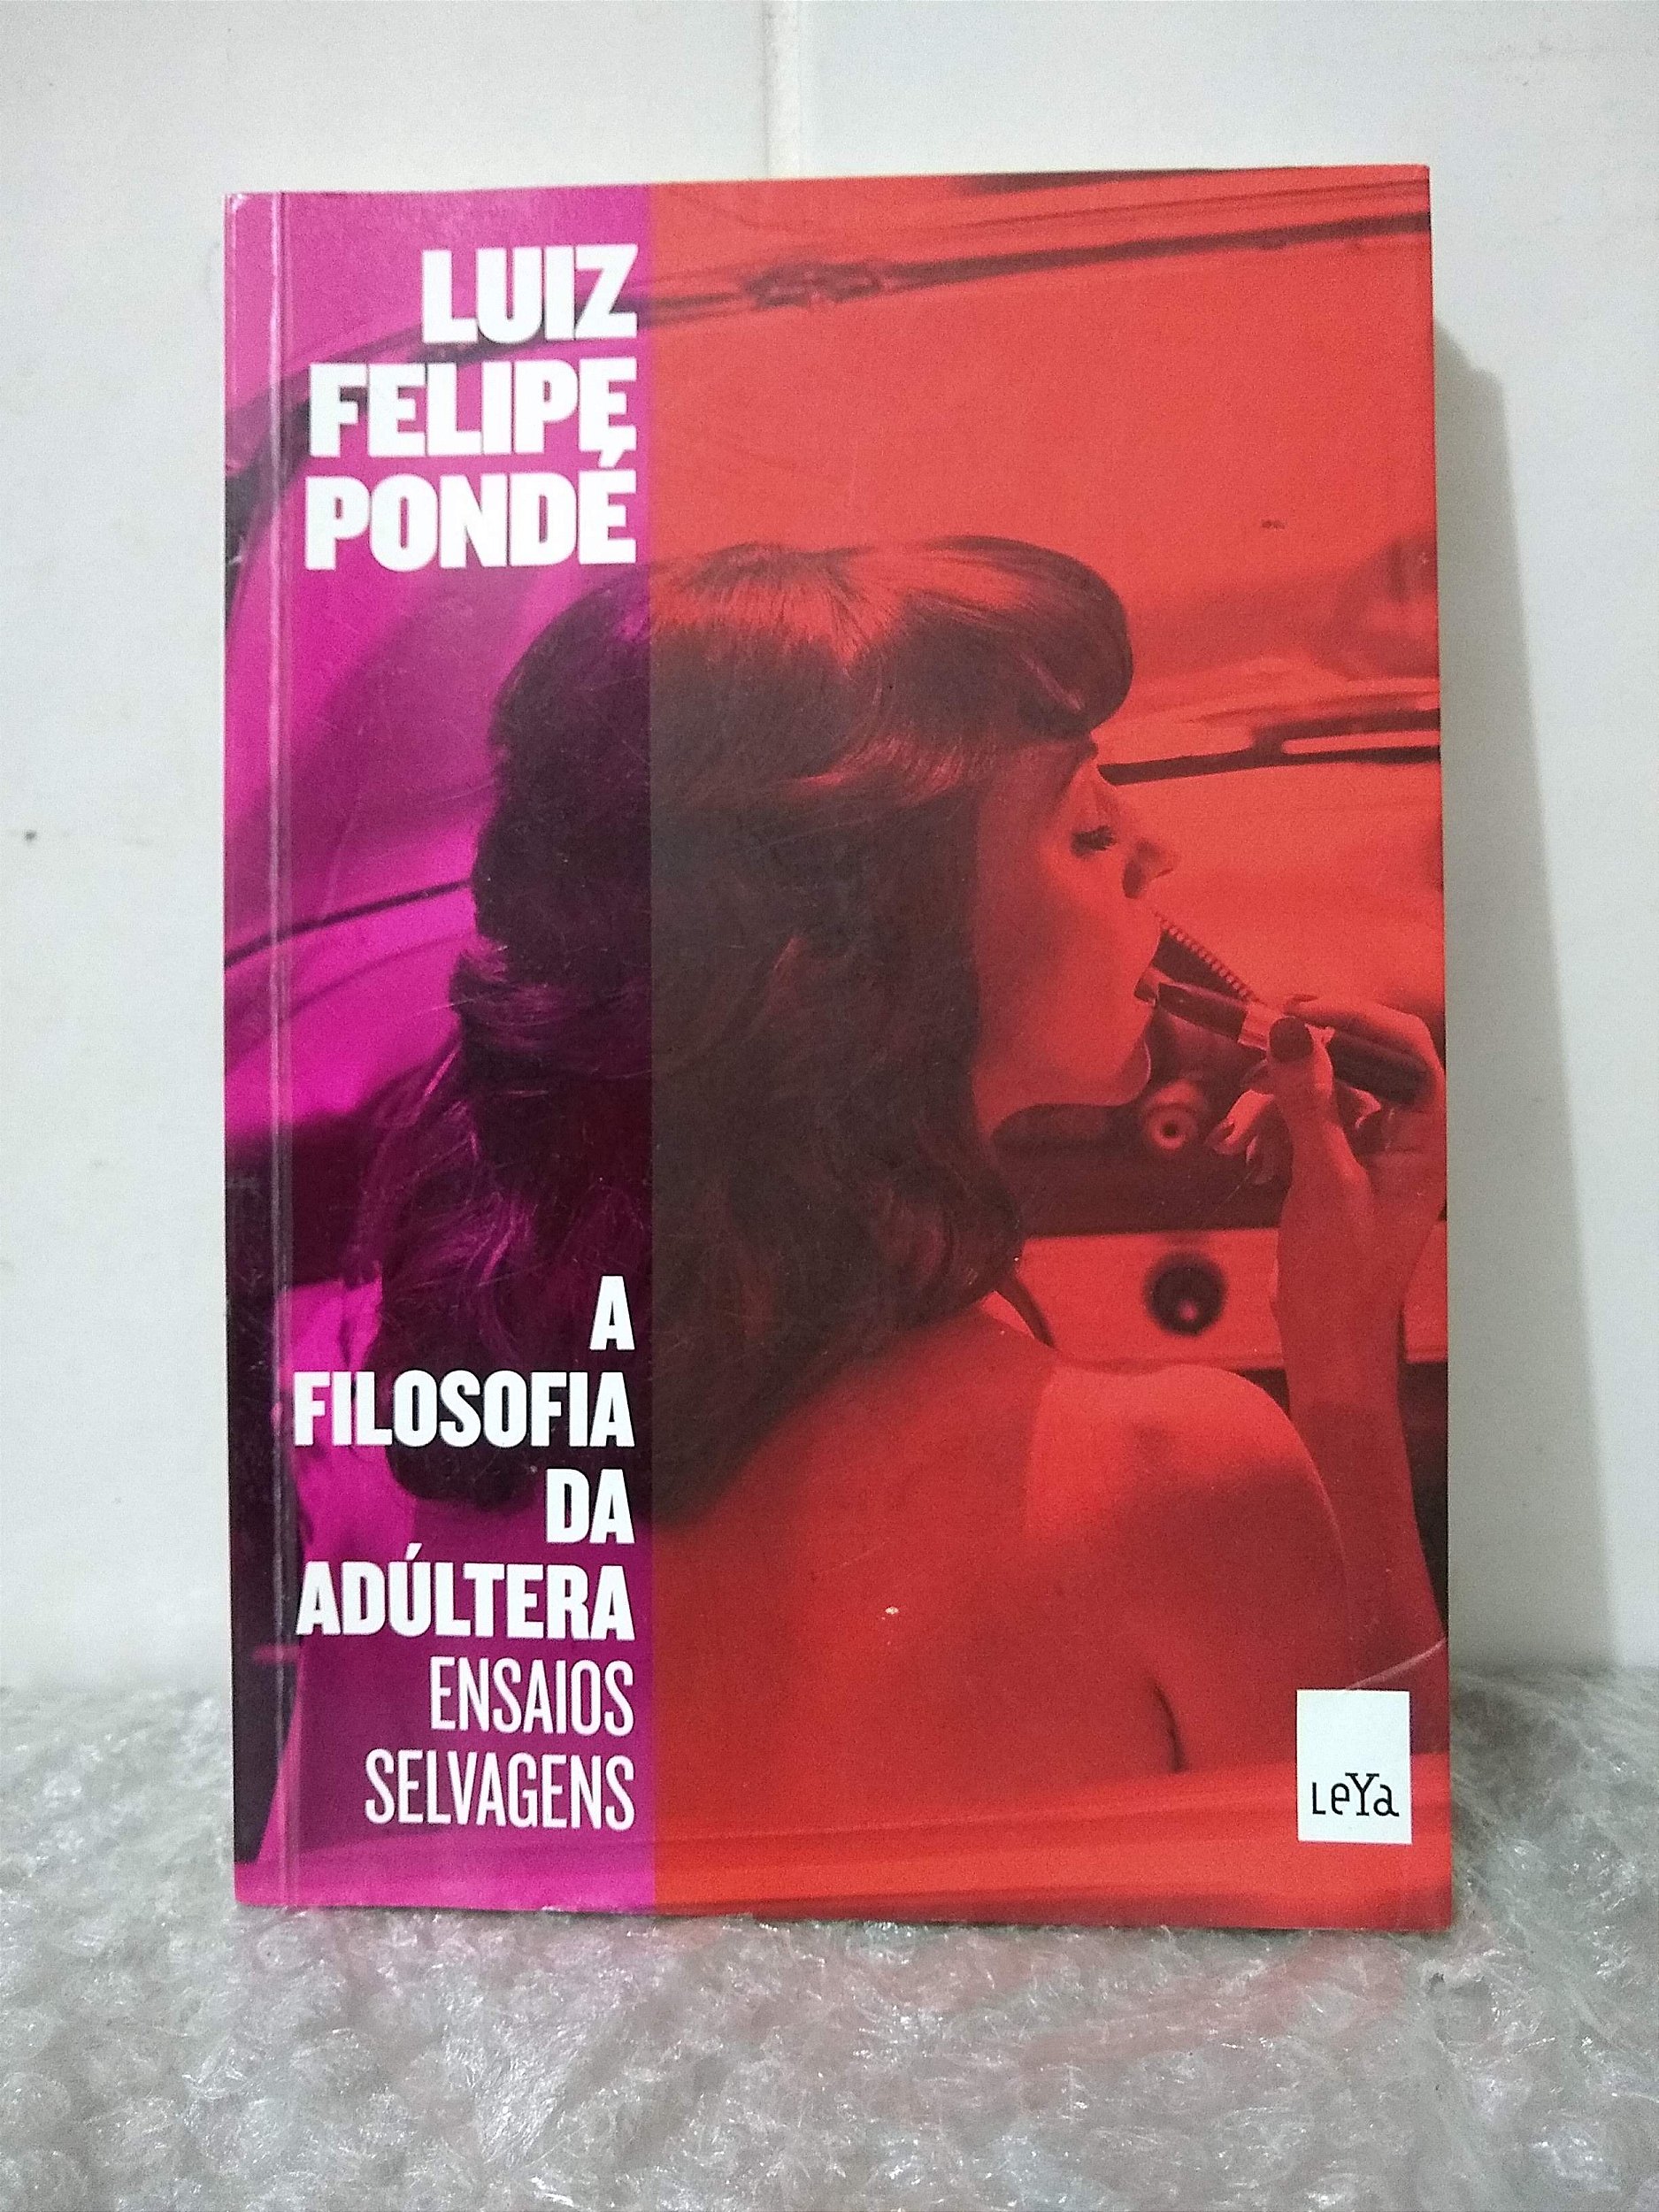 LUIZ
FELIPE
PONDÉ
A
FILOSOFIA
DA
ADÚLTERA
ENSAIOS
SELVAGENS
LeYa